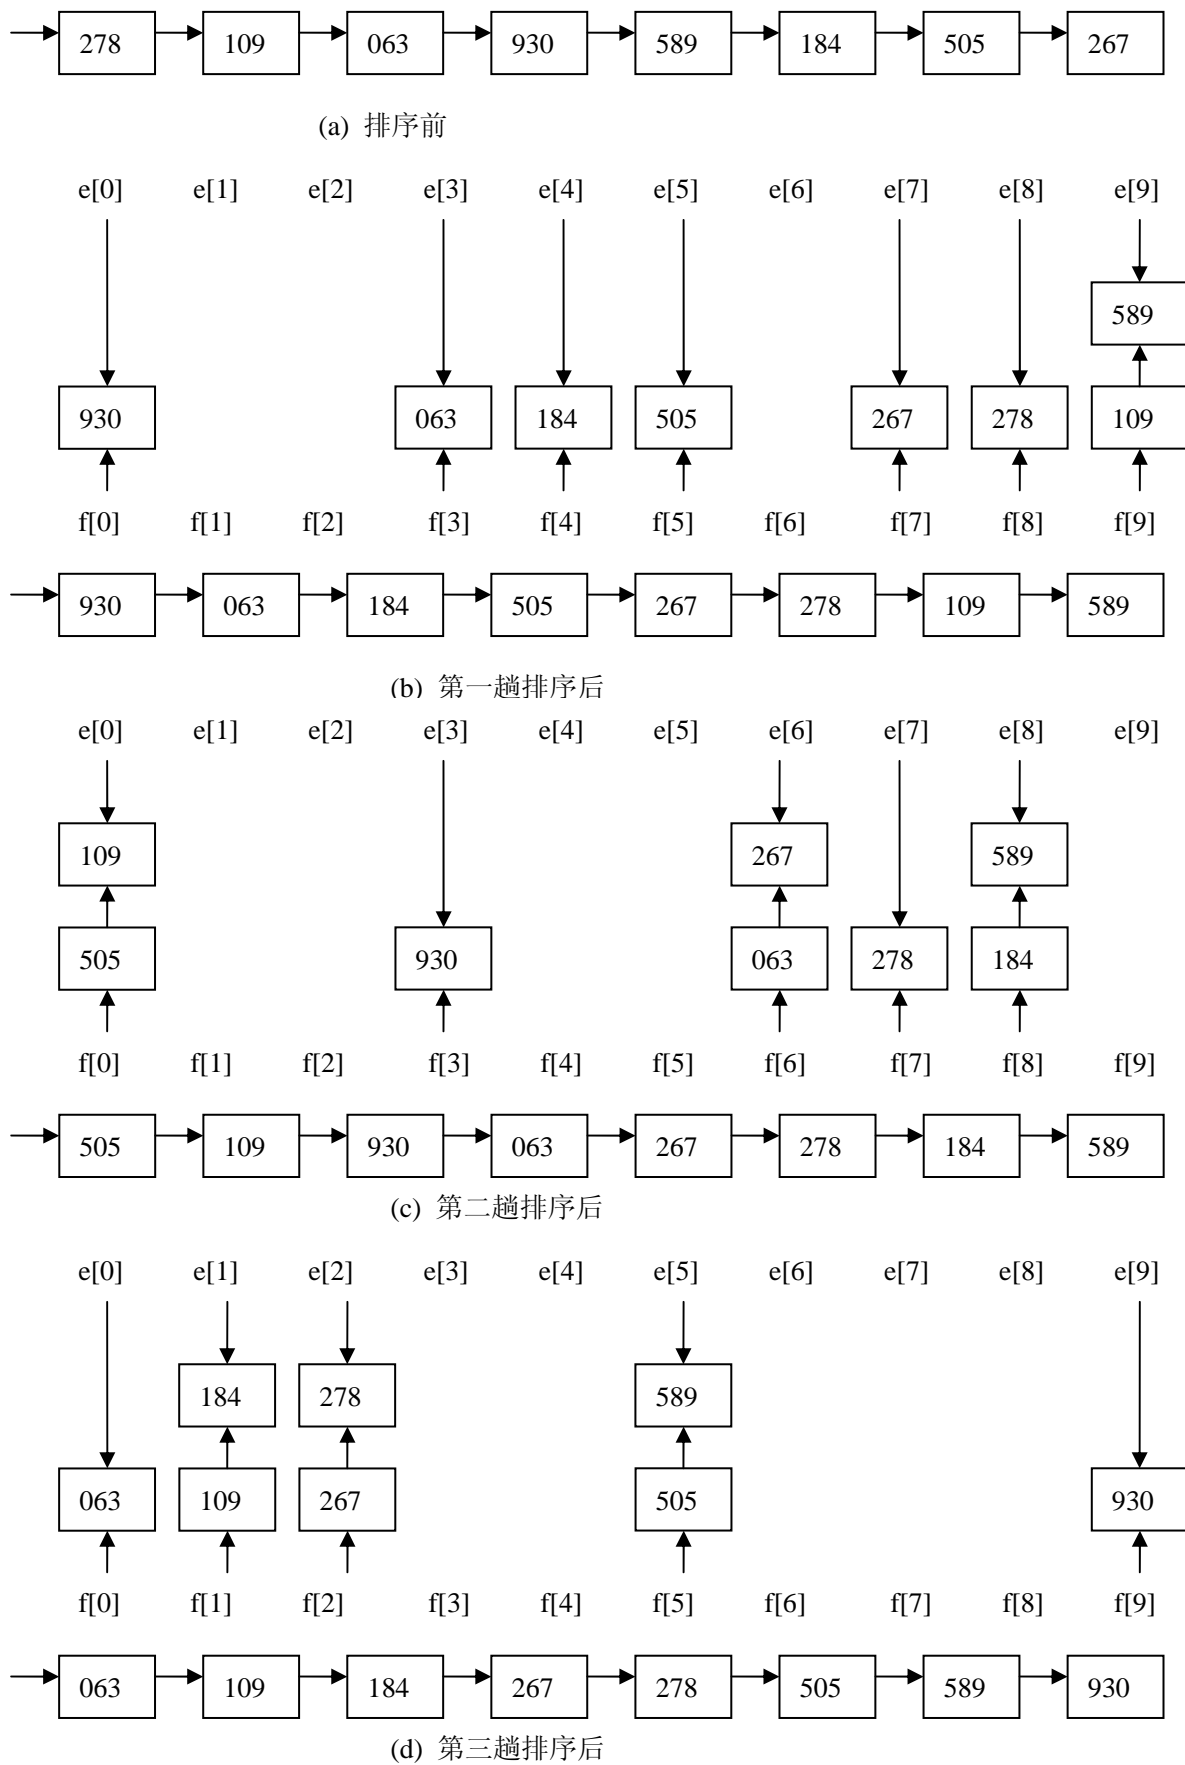 278 109 063 930 589 184 505 267
(a) 排序前
e[0] e[1] e[2] e[3] e[4] e[5] e[6] e[7] e[8] e[9]
589
930 063 184 505 267 278 109
f[0] f[1] f[2] f[3] f[4] f[5] f[6] f[7] f[8] f[9]
930 063 184 505 267 278 109 589
(b) 第一趟排序后
e[0] e[1] e[2] e[3] e[4] e[5] e[6] e[7] e[8] e[9]
109 267 589
505 930 063 278 184
f[0] f[1] f[2] f[3] f[4] f[5] f[6] f[7] f[8] f[9]
505 109 930 063 267 278 184 589
(c) 第二趟排序后
e[0] e[1] e[2] e[3] e[4] e[5] e[6] e[7] e[8] e[9]
184 278 589
063 109 267 505 930
f[0] f[1] f[2] f[3] f[4] f[5] f[6] f[7] f[8] f[9]
063 109 184 267 278 505 589 930
(d) 第三趟排序后